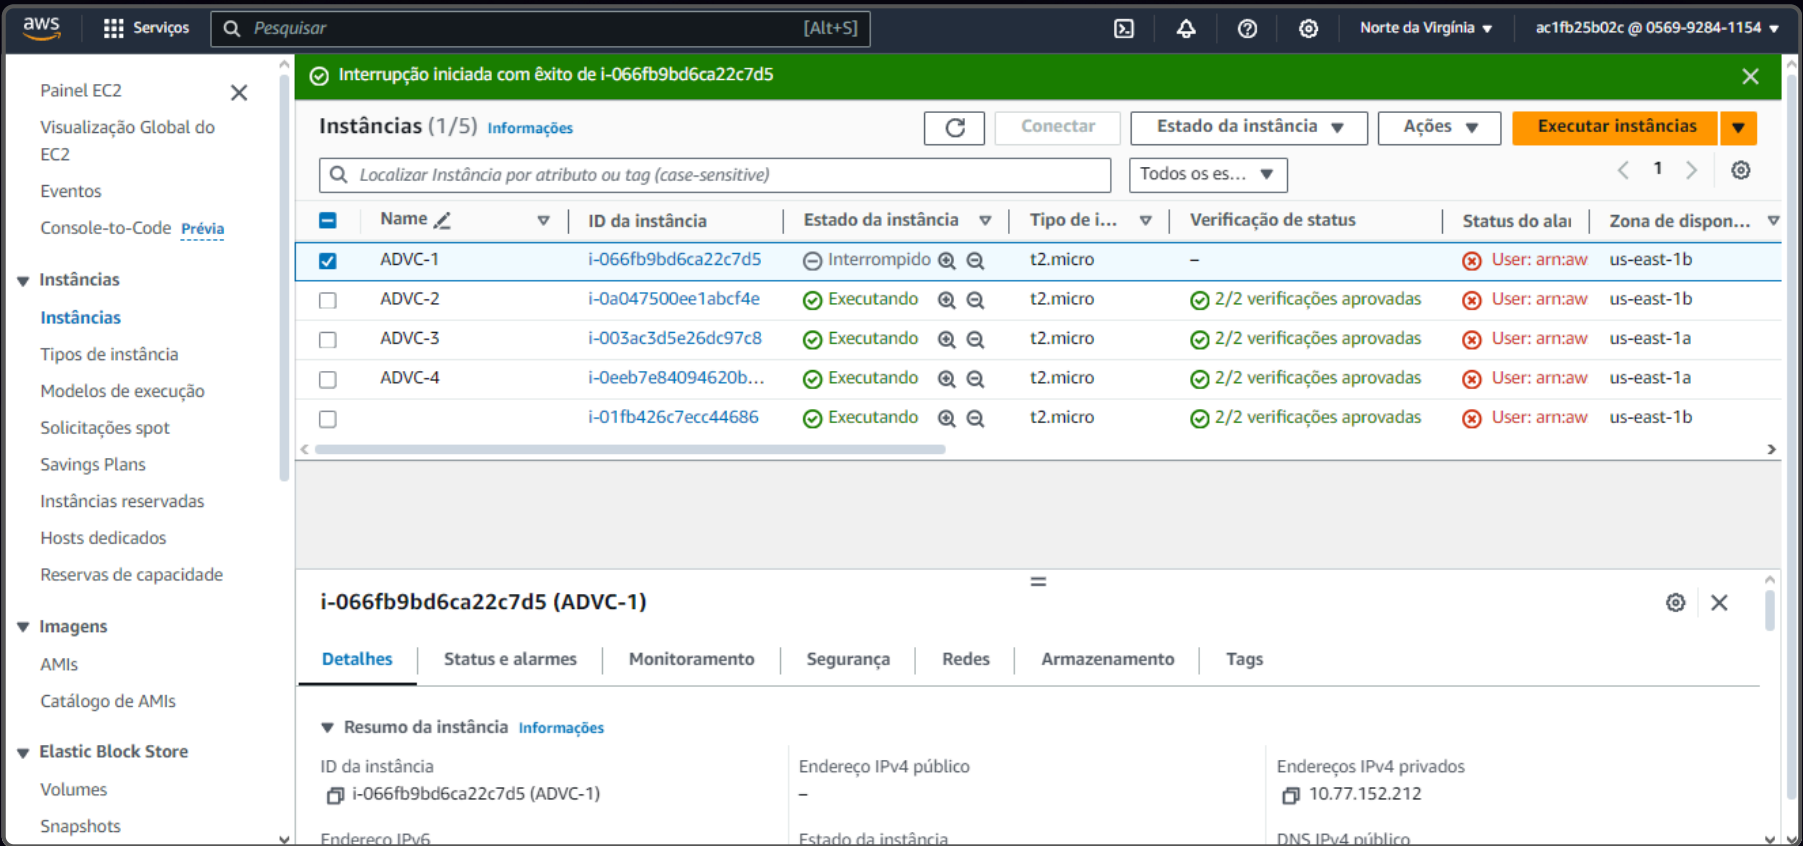 aws Serviços Pesquisar [Alt+S] Norte da Virgínia ac1fb25b02c @ 0569-9284-1154
Painel EC2
Visualização Global do
EC2
Eventos
Console-to-Code Prévia
Instâncias
Instâncias
Tipos de instância
Modelos de execução
Solicitações spot
Savings Plans
Instâncias reservadas
Hosts dedicados
Reservas de capacidade
Imagens
AMIs
Catálogo de AMIs
Elastic Block Store
Volumes
Snapshots
Interrupção iniciada com êxito de i-066fb9bd6ca22c7d5
Instâncias (1/5) Informações Conectar Estado da instância Ações Executar instâncias
Localizar Instância por atributo ou tag (case-sensitive) Todos os es... 1
Name ID da instância Estado da instância Tipo de i... Verificação de status Status do alar Zona de dispon...
ADVC-1 i-066fb9bd6ca22c7d5 Interrompido t2.micro – User: arn:aw us-east-1b
ADVC-2 i-0a047500ee1abcf4e Executando t2.micro 2/2 verificações aprovadas User: arn:aw us-east-1b
ADVC-3 i-003ac3d5e26dc97c8 Executando t2.micro 2/2 verificações aprovadas User: arn:aw us-east-1a
ADVC-4 i-0eeb7e84094620b... Executando t2.micro 2/2 verificações aprovadas User: arn:aw us-east-1a
i-01fb426c7ecc44686 Executando t2.micro 2/2 verificações aprovadas User: arn:aw us-east-1b
i-066fb9bd6ca22c7d5 (ADVC-1)
Detalhes Status e alarmes Monitoramento Segurança Redes Armazenamento Tags
Resumo da instância Informações
ID da instância Endereço IPv4 público Endereços IPv4 privados
i-066fb9bd6ca22c7d5 (ADVC-1) – 10.77.152.212
Endereço IPv6 Estado da instância DNS IPv4 público